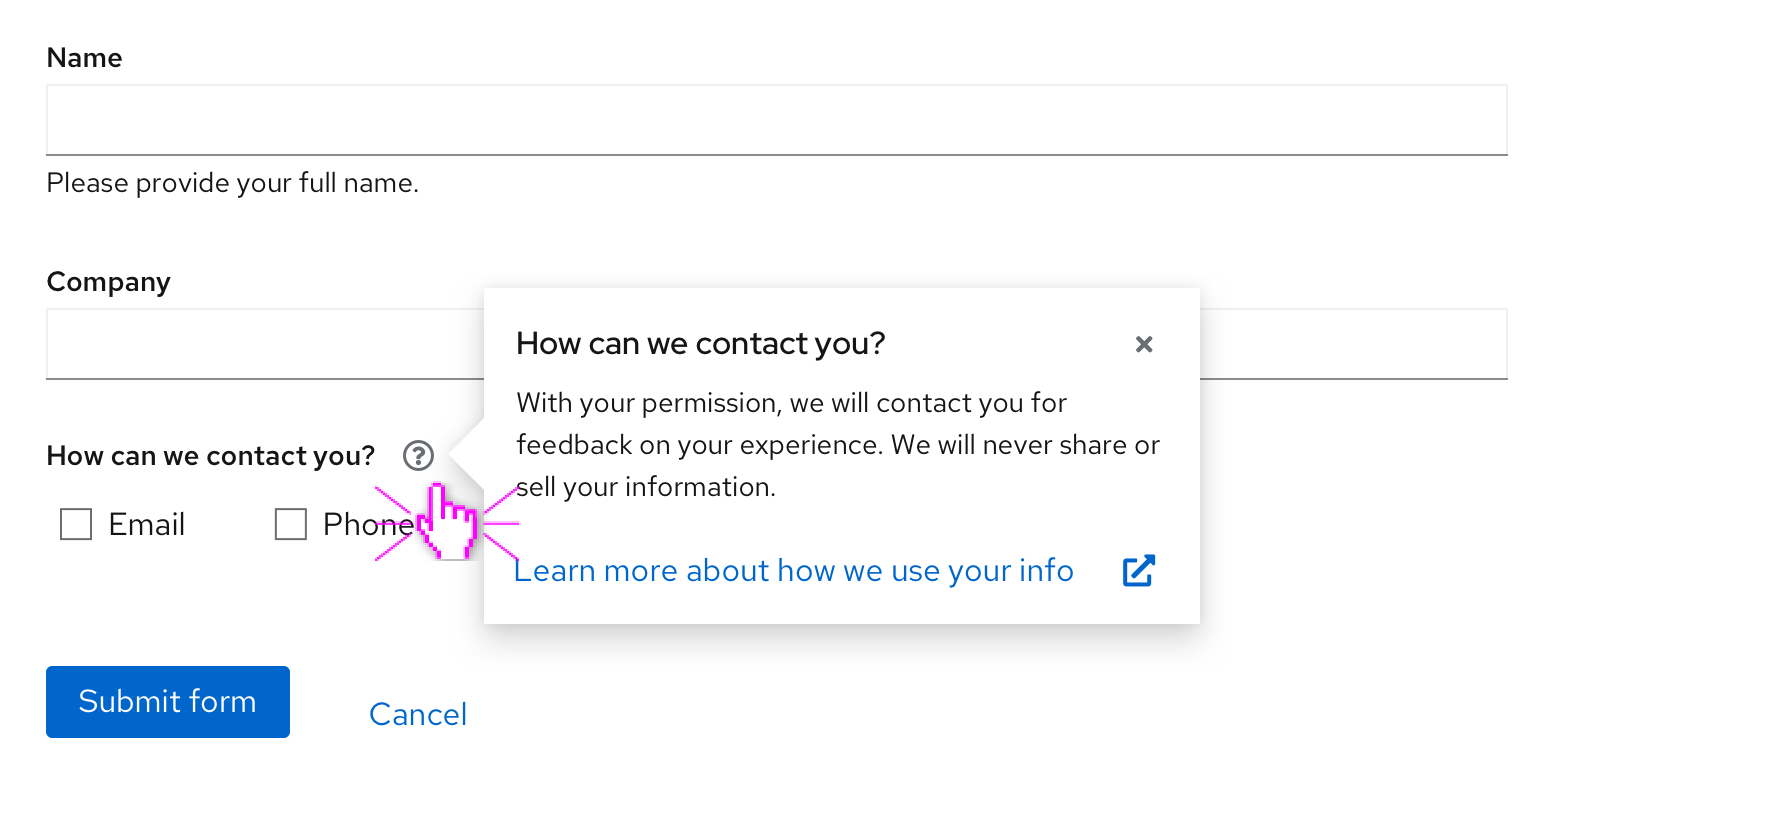 Name
Please provide your full name.
Company
How can we contact you?
With your permission, we will contact you for
feedback on your experience. We will never share or
sell your information.
Learn more about how we use your info
How can we contact you?
Email Phone
Submit form Cancel